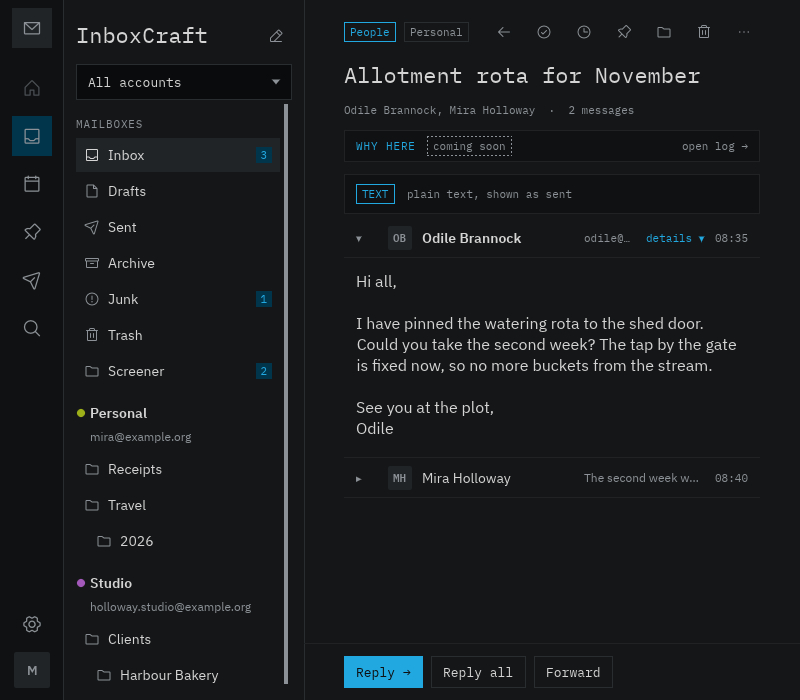 InboxCraft
All accounts
MAILBOXES
Inbox 3
Drafts
Sent
Archive
Junk 1
Trash
Screener 2
Personal
mira@example.org
Receipts
Travel
2026
Studio
holloway.studio@example.org
Clients
Harbour Bakery
M
People Personal
Allotment rota for November
Odile Brannock, Mira Holloway · 2 messages
WHY HERE coming soon open log →
TEXT plain text, shown as sent
OB Odile Brannock odile@… details ▾ 08:35
Hi all,
I have pinned the watering rota to the shed door.
Could you take the second week? The tap by the gate
is fixed now, so no more buckets from the stream.
See you at the plot,
Odile
MH Mira Holloway The second week w… 08:40
Reply → Reply all Forward